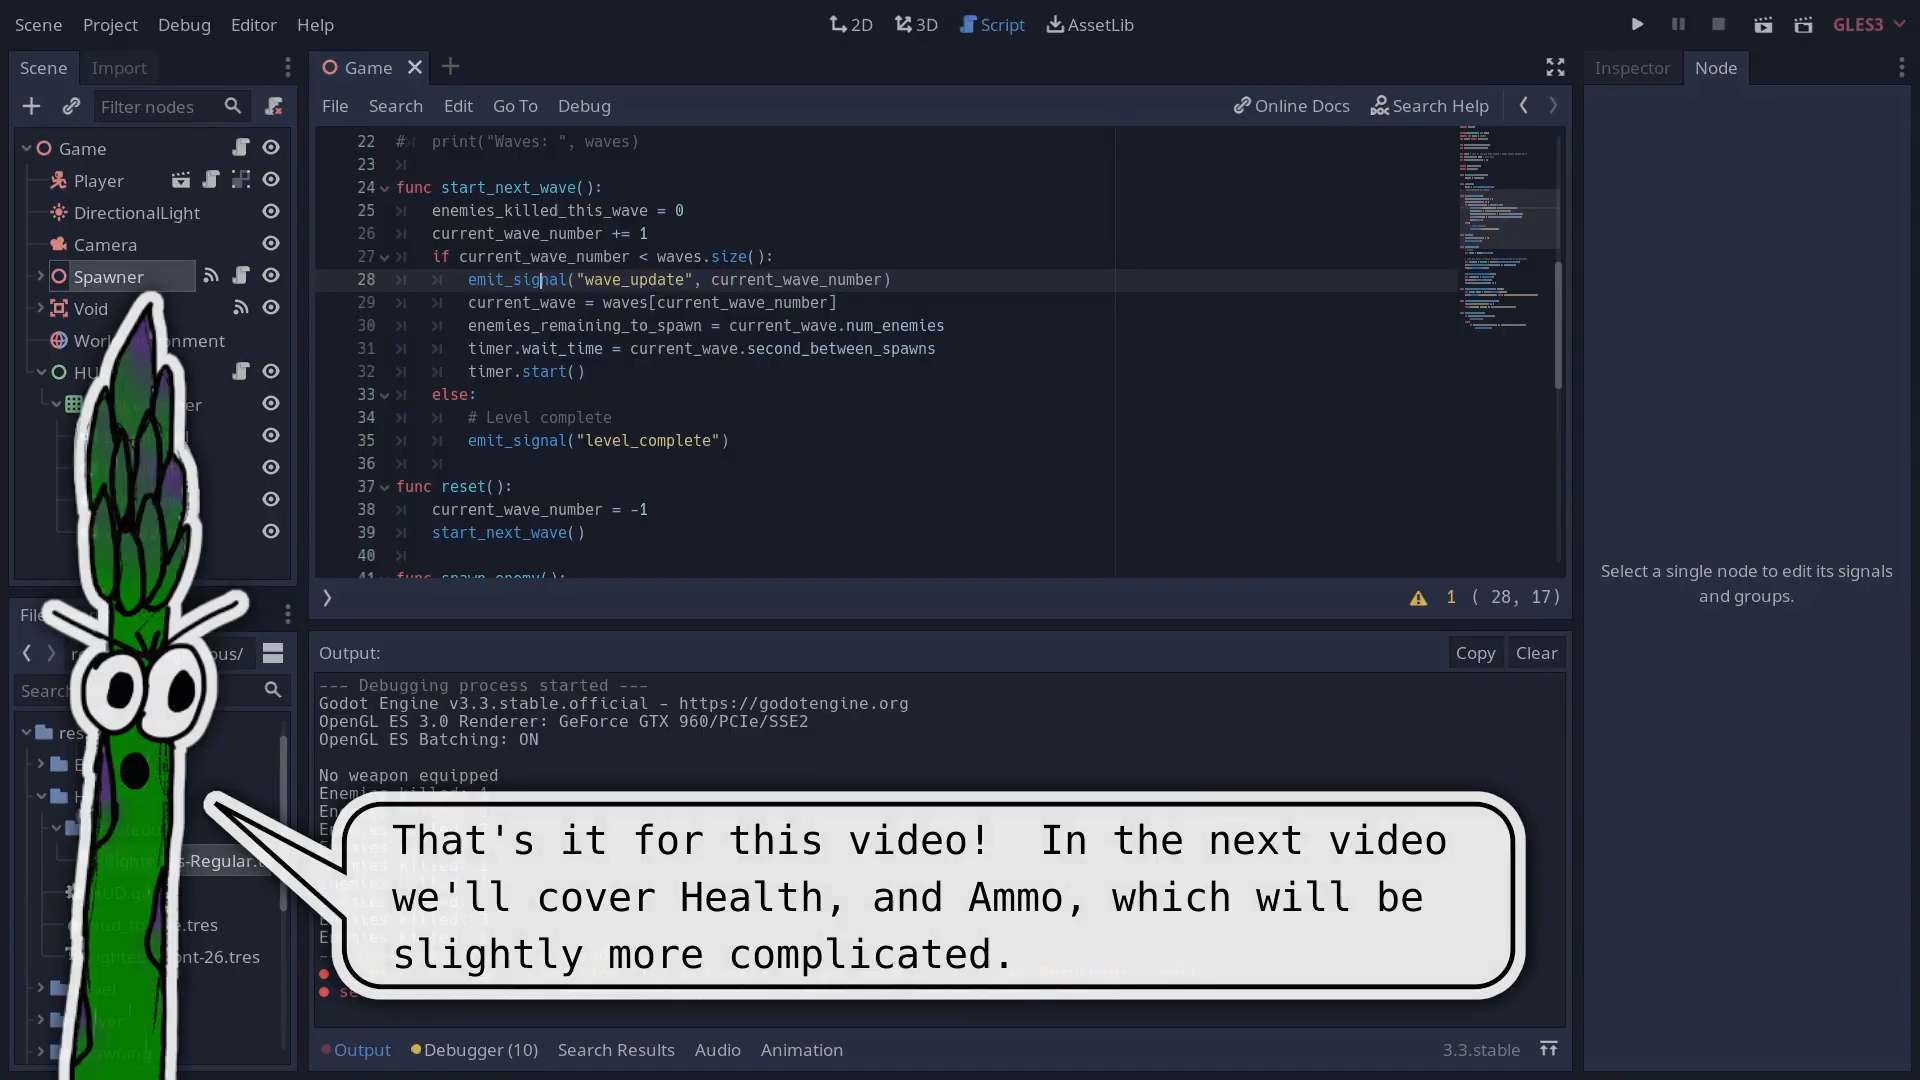 Scene Project Debug Editor Help
2D 3D Script AssetLib
GLES3
Scene Import
Game
Inspector Node
Filter nodes
File Search Edit Go To Debug
Online Docs Search Help
Game
Player
DirectionalLight
Camera
Spawner
Void
22 # print("Waves: ", waves)
23
24 func start_next_wave():
25 enemies_killed_this_wave = 0
26 current_wave_number += 1
27 if current_wave_number < waves.size():
28 emit_signal("wave_update", current_wave_number)
29 current_wave = waves[current_wave_number]
30 enemies_remaining_to_spawn = current_wave.num_enemies
31 timer.wait_time = current_wave.second_between_spawns
32 timer.start()
33 else:
34 # Level complete
35 emit_signal("level_complete")
36
37 func reset():
38 current_wave_number = -1
39 start_next_wave()
40
41 func spawn_enemy():
1 ( 28, 17)
Select a single node to edit its signals
and groups.
Output:
Copy Clear
--- Debugging process started ---
Godot Engine v3.3.stable.official - https://godotengine.org
OpenGL ES 3.0 Renderer: GeForce GTX 960/PCIe/SSE2
OpenGL ES Batching: ON
No weapon equipped
Enemies killed: 1
That's it for this video! In the next video
we'll cover Health, and Ammo, which will be
slightly more complicated.
Output Debugger (10) Search Results Audio Animation
3.3.stable